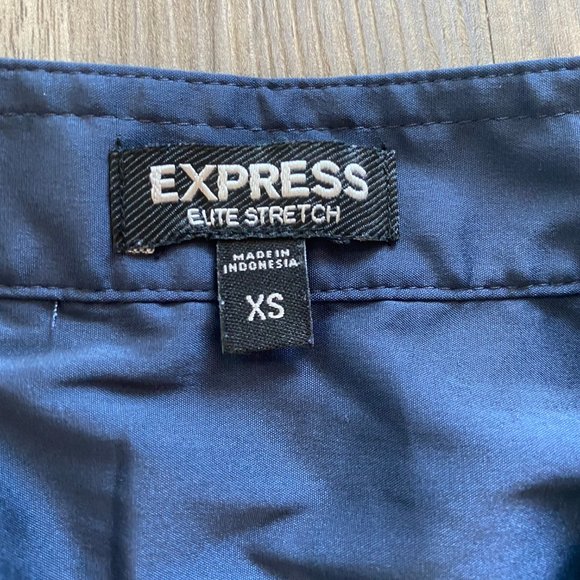 EXPRESS
ELITE STRETCH
MADE IN
INDONESIA
XS